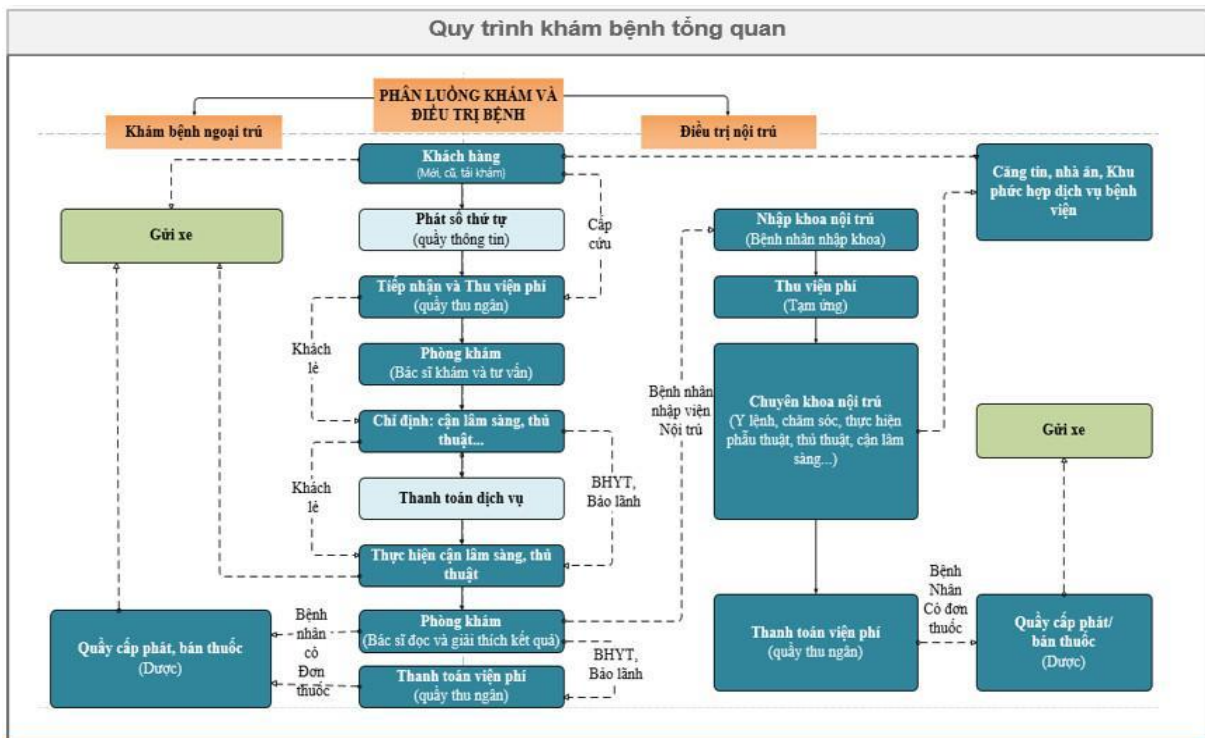 Quy trình khám bệnh tổng quan
PHÂN LUỒNG KHÁM VÀ
ĐIỀU TRỊ BỆNH
Khám bệnh ngoại trú
Điều trị nội trú
Khách hàng
(Mới, cũ, tái khám)
Căng tin, nhà ăn, Khu
phức hợp dịch vụ bệnh
viện
Gửi xe
Phát số thứ tự
(quầy thông tin)
Cấp
cứu
Nhập khoa nội trú
(Bệnh nhân nhập khoa)
Tiếp nhận và Thu viện phí
(quầy thu ngân)
Thu viện phí
(Tạm ứng)
Khách
lẻ
Phòng khám
(Bác sĩ khám và tư vấn)
Bệnh nhân
nhập viện
Nội trú
Chuyên khoa nội trú
(Y lệnh, chăm sóc, thực hiện
phẫu thuật, thủ thuật, cận lâm
sàng...)
Chỉ định: cận lâm sàng, thủ
thuật...
Gửi xe
Khách
lẻ
Thanh toán dịch vụ
BHYT,
Bảo lãnh
Thực hiện cận lâm sàng, thủ
thuật
Quầy cấp phát, bán thuốc
(Dược)
Bệnh
nhân
có
Đơn
thuốc
Phòng khám
(Bác sĩ đọc và giải thích kết quả)
BHYT,
Bảo lãnh
Thanh toán viện phí
(quầy thu ngân)
Thanh toán viện phí
(quầy thu ngân)
Bệnh
Nhân
Có đơn
thuốc
Quầy cấp phát/
bán thuốc
(Dược)